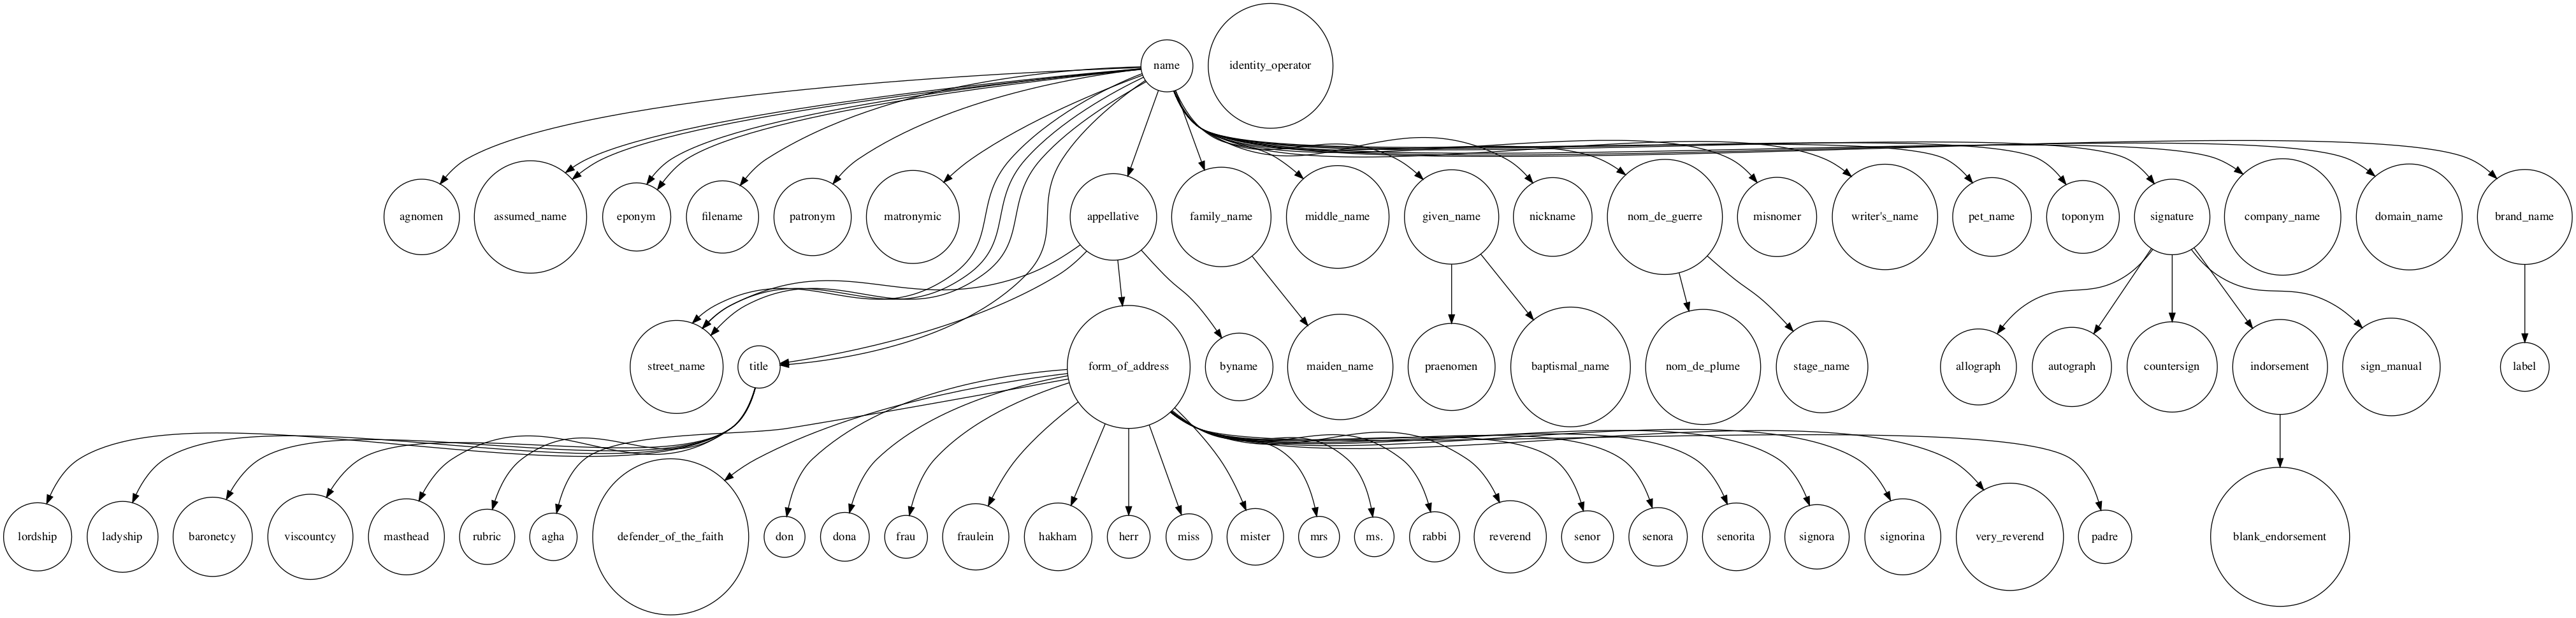 name
identity_operator
agnomen
assumed_name
eponym
filename
patronym
matronymic
appellative
family_name
middle_name
given_name
nickname
nom_de_guerre
misnomer
writer's_name
pet_name
toponym
signature
company_name
domain_name
brand_name
street_name
title
form_of_address
byname
maiden_name
praenomen
baptismal_name
nom_de_plume
stage_name
allograph
autograph
countersign
indorsement
sign_manual
label
lordship
ladyship
baronetcy
viscountcy
masthead
rubric
agha
defender_of_the_faith
don
dona
frau
fraulein
hakham
herr
miss
mister
mrs
ms.
rabbi
reverend
senor
senora
senorita
signora
signorina
very_reverend
padre
blank_endorsement